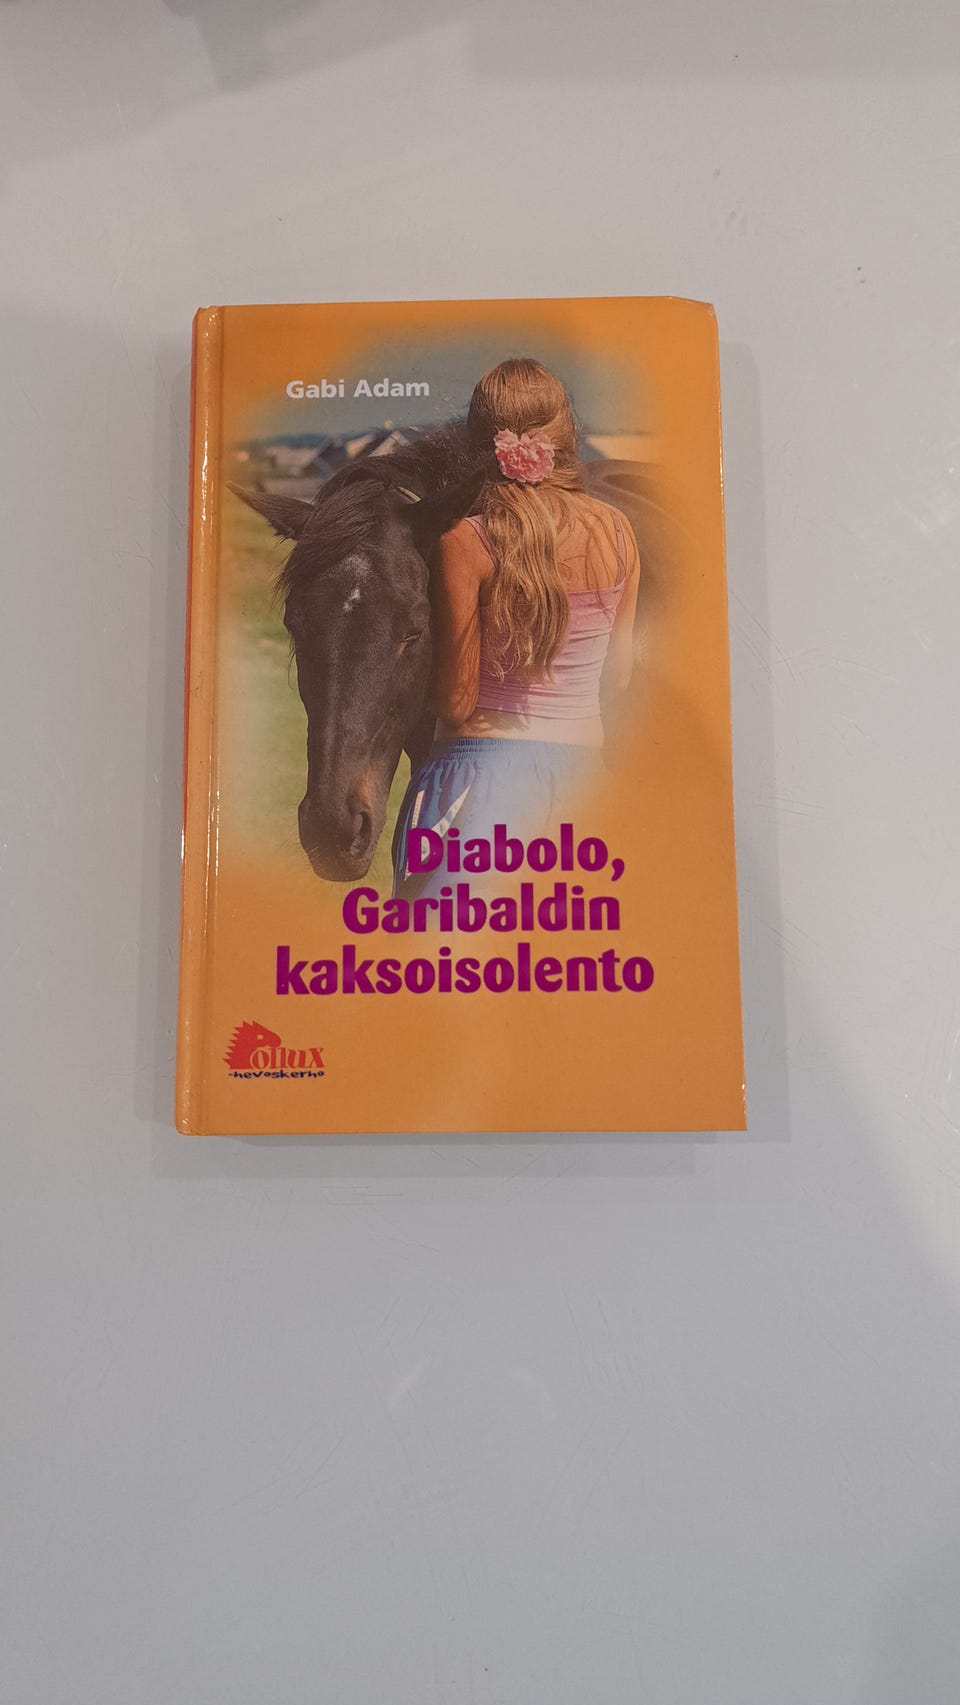 Gabi Adam
Diabolo,
Garibaldin
kaksoisolento
Pollux
-hevoskerho